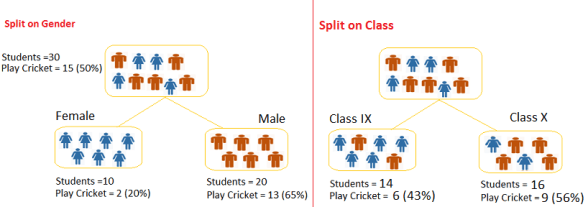 Split on Gender
Students =30
Play Cricket = 15 (50%)
Female
Male
Students =10
Play Cricket = 2 (20%)
Students = 20
Play Cricket = 13 (65%)
Split on Class
Class IX
Class X
Students = 14
Play Cricket = 6 (43%)
Students = 16
Play Cricket = 9 (56%)